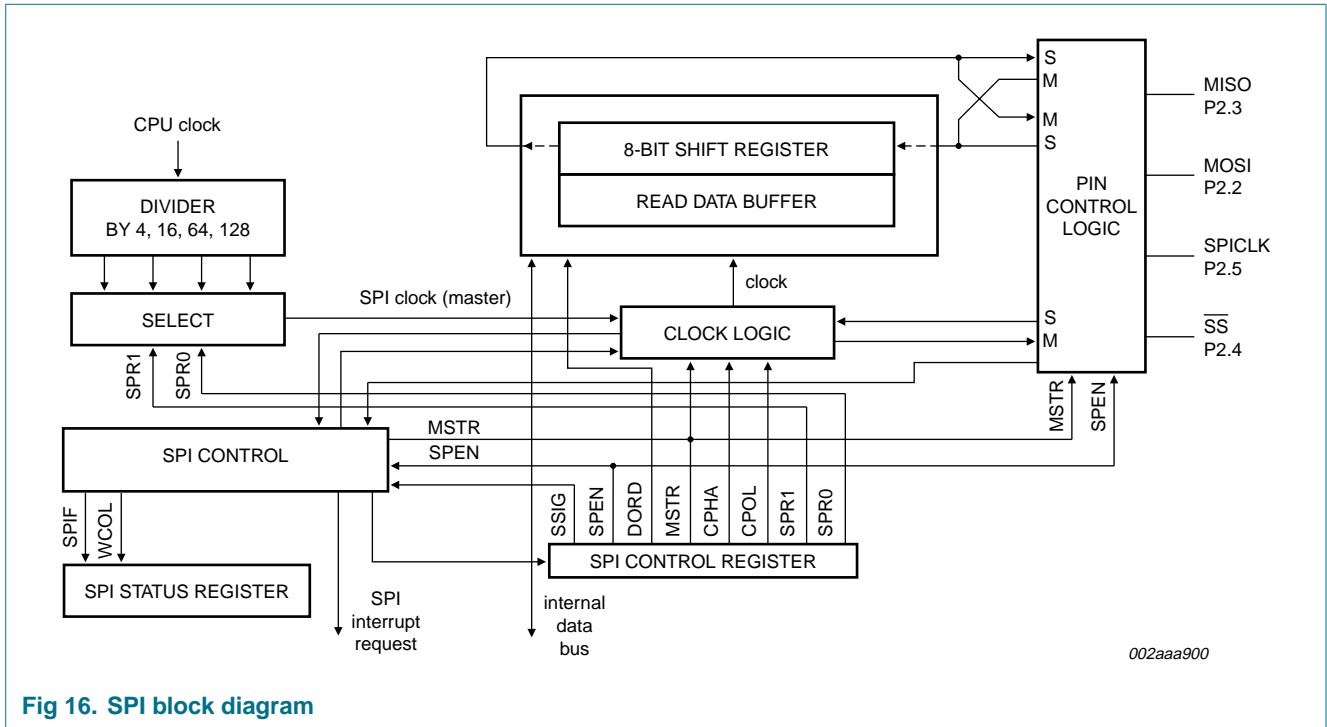 CPU clock
DIVIDER
BY 4, 16, 64, 128
SELECT
SPR1
SPR0
SPI clock (master)
8-BIT SHIFT REGISTER
READ DATA BUFFER
clock
CLOCK LOGIC
S
M
M
S
PIN
CONTROL
LOGIC
S
M
MISO
P2.3
MOSI
P2.2
SPICLK
P2.5
SS
P2.4
MSTR
SPEN
SPI CONTROL
MSTR
SPEN
SPIF
WCOL
SPI STATUS REGISTER
SPI
interrupt
request
SSIG
SPEN
DORD
MSTR
CPHA
CPOL
SPR1
SPR0
SPI CONTROL REGISTER
internal
data
bus
002aaa900
Fig 16. SPI block diagram